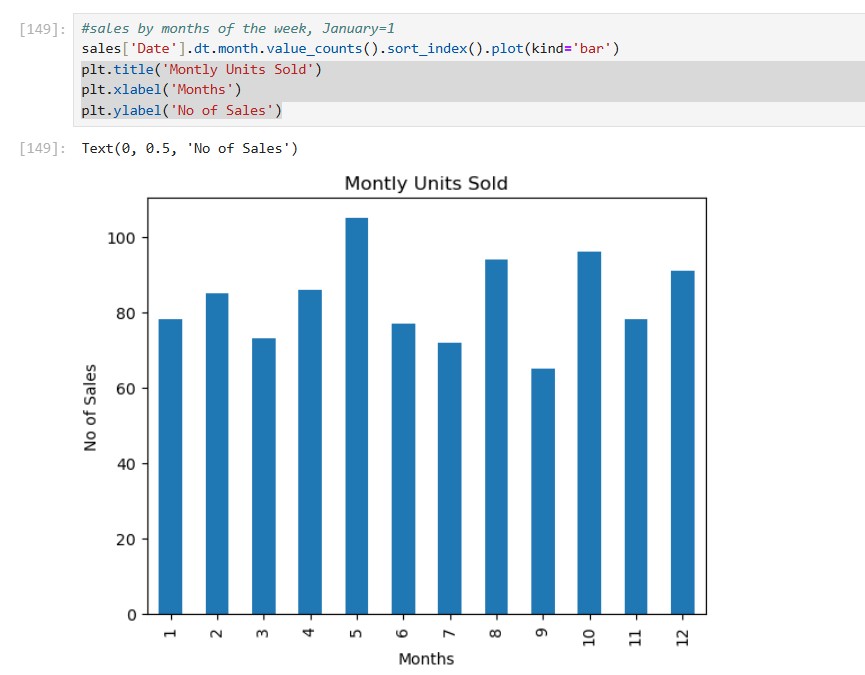 [149]: #sales by months of the week, January=1
sales['Date'].dt.month.value_counts().sort_index().plot(kind='bar')
plt.title('Montly Units Sold')
plt.xlabel('Months')
plt.ylabel('No of Sales')
[149]: Text(0, 0.5, 'No of Sales')
Montly Units Sold
100
80
60
40
20
0
No of Sales
1 2 3 4 5 6 7 8 9 10 11 12
Months